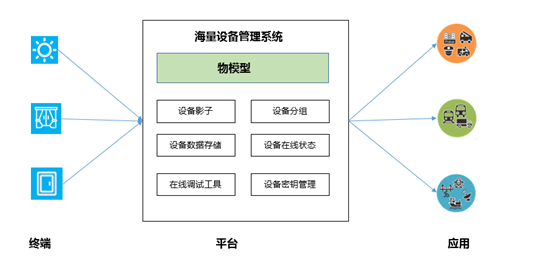 海量设备管理系统
物模型
设备影子
设备分组
设备数据存储
设备在线状态
在线调试工具
设备密钥管理
终端
平台
应用